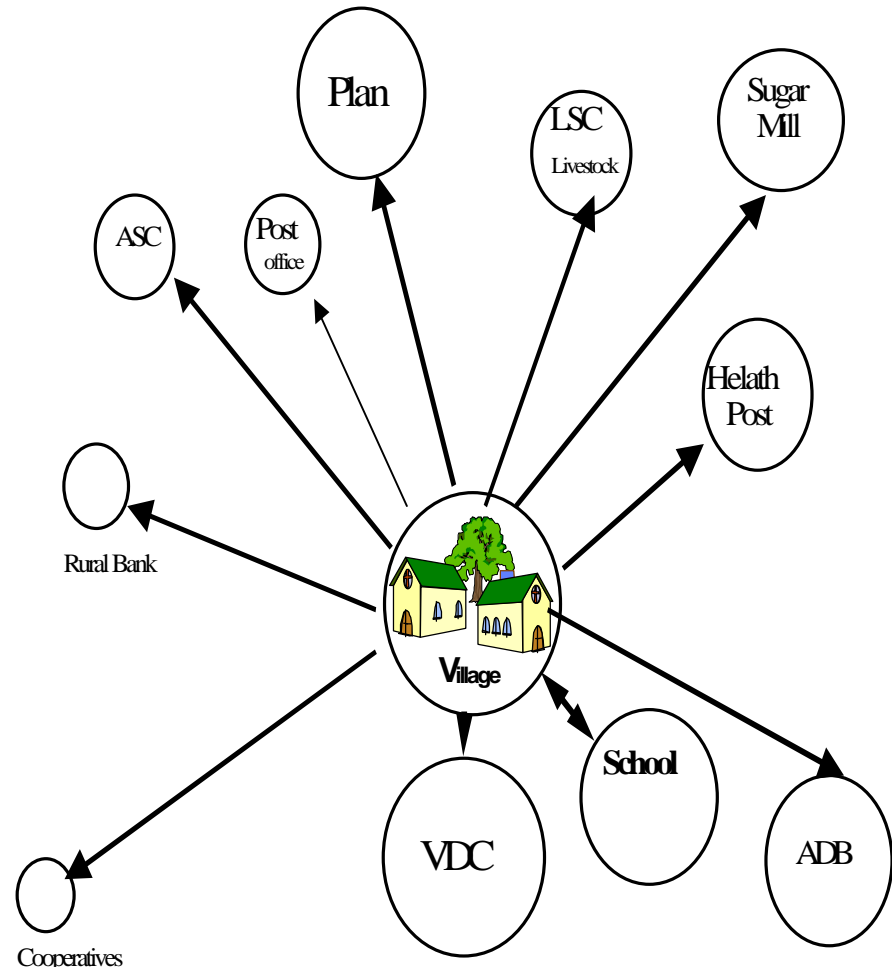 Plan
LSC
Livestock
Sugar
Mill
ASC
Post
office
Helath
Post
Rural Bank
Village
School
VDC
ADB
Cooperatives